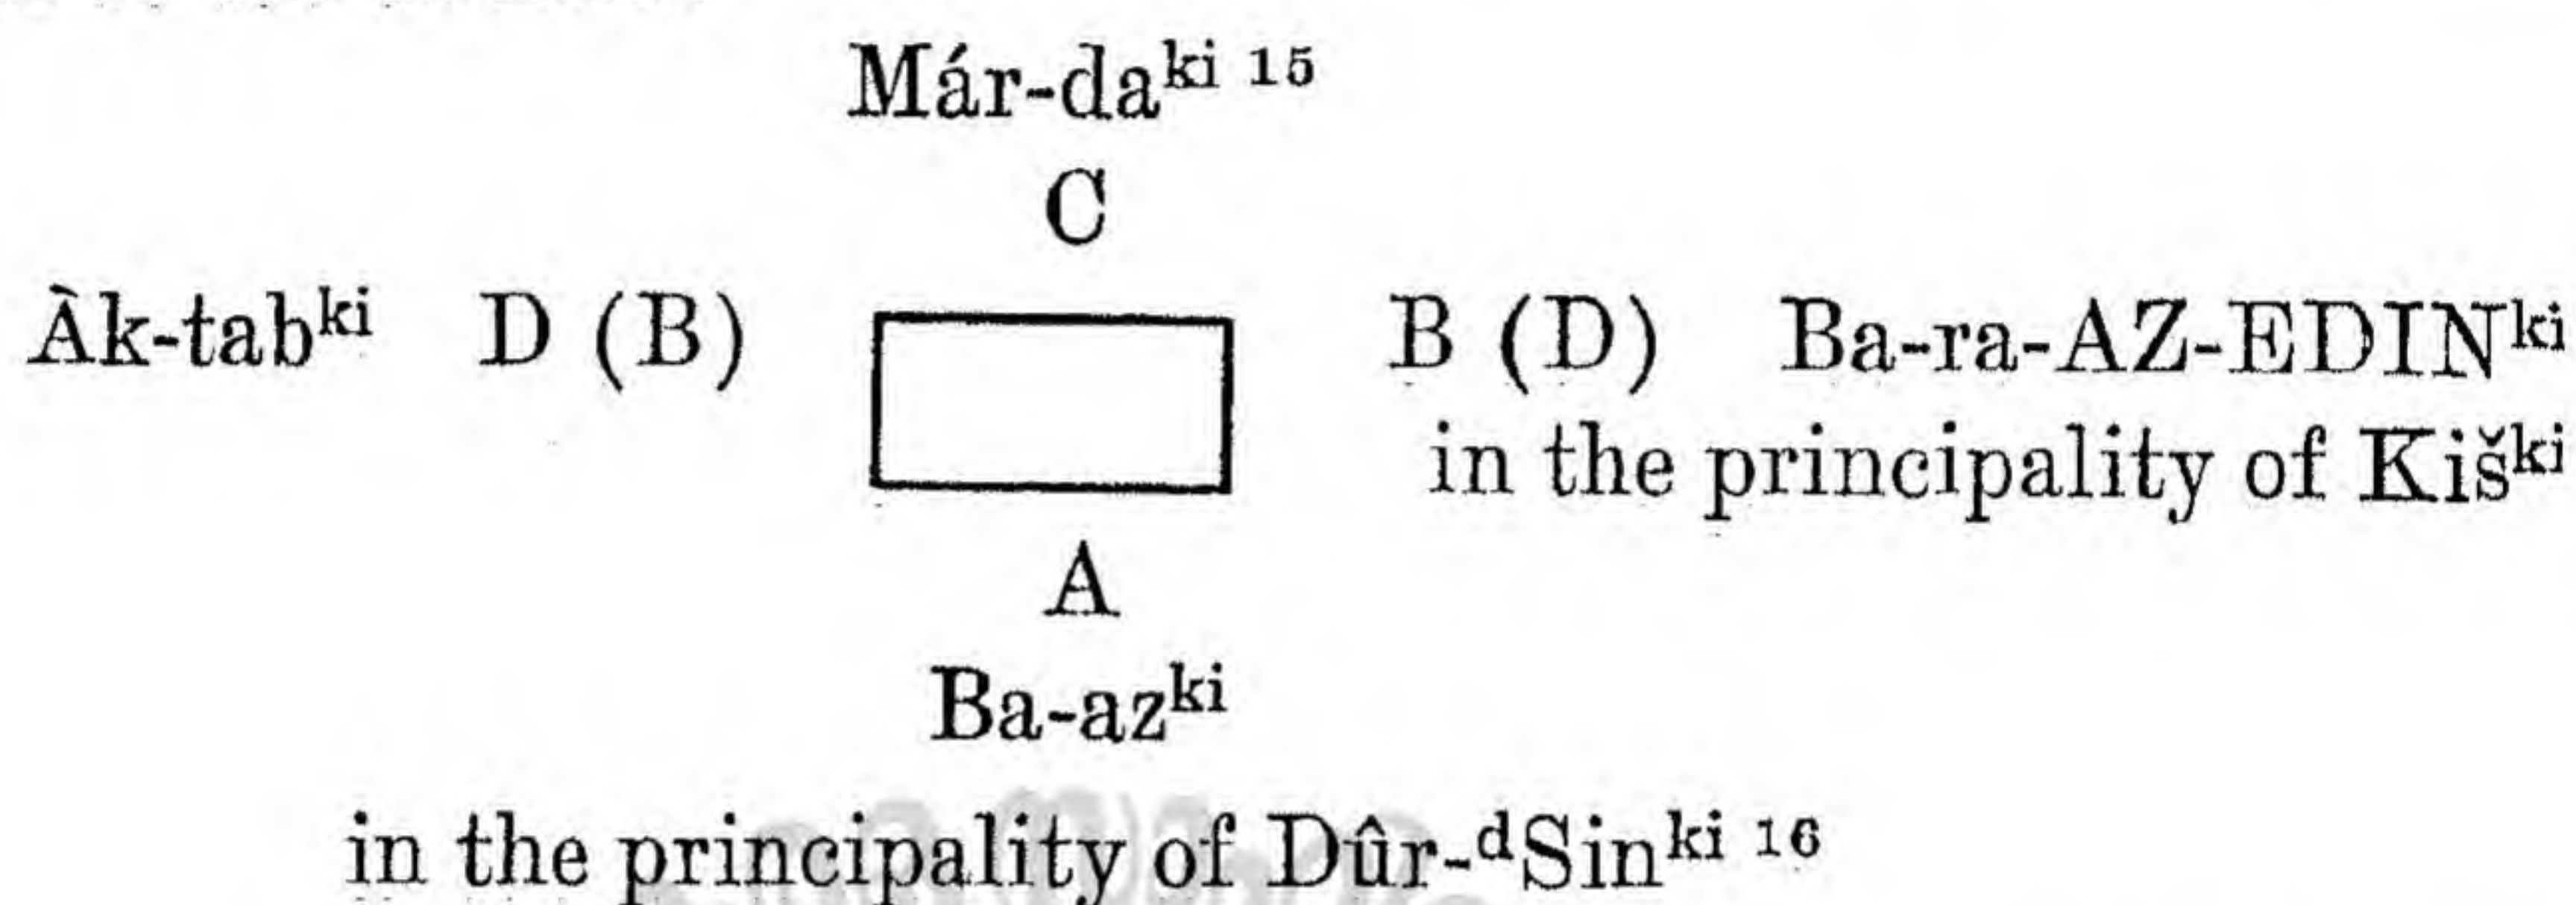 Már-daᵏⁱ ¹⁵
C
Àk-tabᵏⁱ D (B) B (D) Ba-ra-AZ-EDINᵏⁱ
in the principality of Kišᵏⁱ
A
Ba-azᵏⁱ
in the principality of Dûr-ᵈSinᵏⁱ ¹⁶